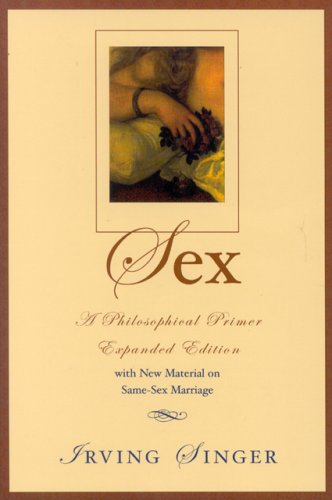 Sex
A Philosophical Primer
Expanded Edition
with New Material on
Same-Sex Marriage
Irving Singer